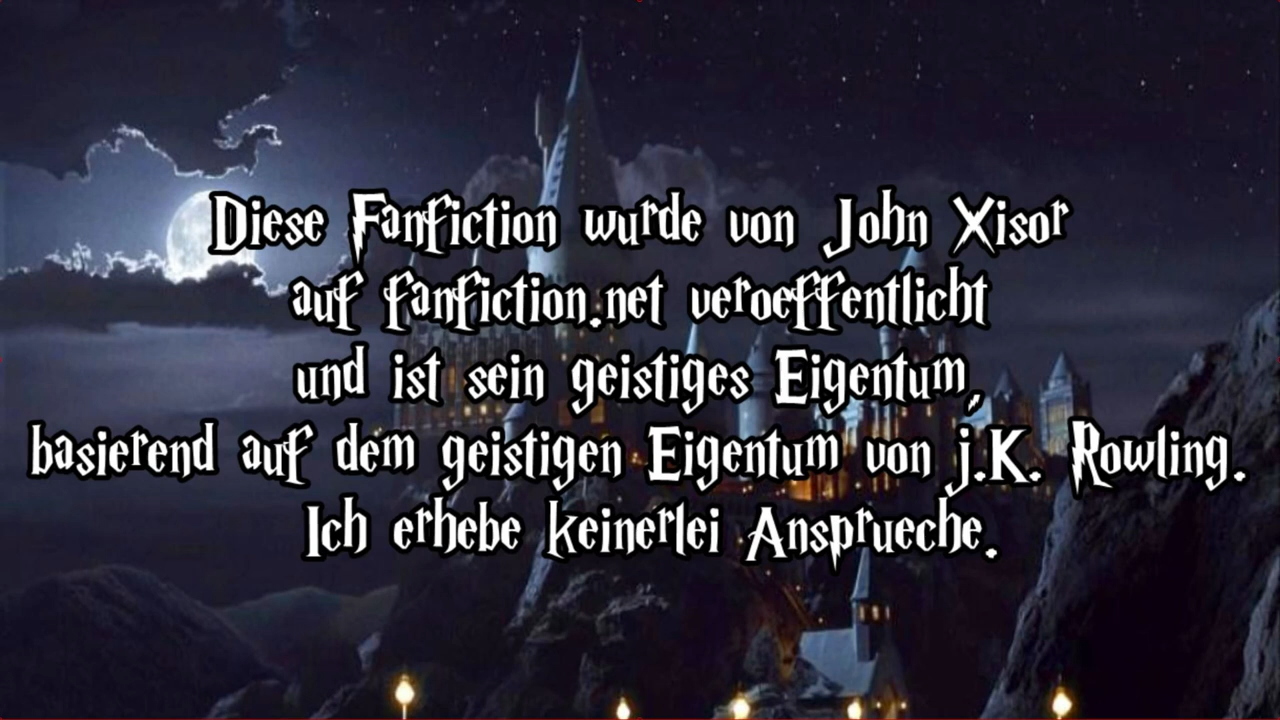 Diese Fanfiction wurde von John Xisor
auf fanfiction.net veroeffentlicht
und ist sein geistiges Eigentum,
basierend auf dem geistigen Eigentum von j.K. Rowling.
Ich erhebe keinerlei Ansprueche.